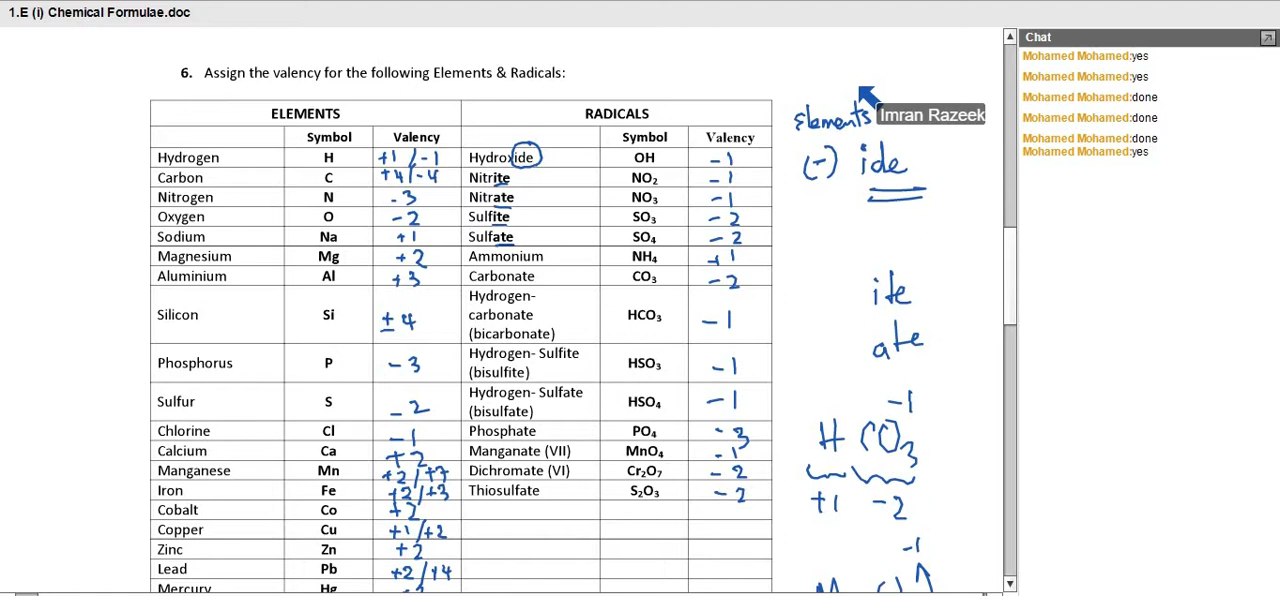 1.E (i) Chemical Formulae.doc
Chat
Mohamed Mohamed:yes
Mohamed Mohamed:yes
Mohamed Mohamed:done
Mohamed Mohamed:done
Mohamed Mohamed:done
Mohamed Mohamed:yes
6. Assign the valency for the following Elements & Radicals:
ELEMENTS RADICALS
Symbol Valency Symbol Valency
Hydrogen H +1 / -1 Hydroxide OH -1
Carbon C +4/-4 Nitrite NO2 -1
Nitrogen N -3 Nitrate NO3 -1
Oxygen O -2 Sulfite SO3 -2
Sodium Na +1 Sulfate SO4 -2
Magnesium Mg +2 Ammonium NH4 +1
Aluminium Al +3 Carbonate CO3 -2
Silicon Si ±4 Hydrogen-
carbonate
(bicarbonate) HCO3 -1
Phosphorus P -3 Hydrogen- Sulfite
(bisulfite) HSO3 -1
Sulfur S -2 Hydrogen- Sulfate
(bisulfate) HSO4 -1
Chlorine Cl -1 Phosphate PO4 -3
Calcium Ca +2 Manganate (VII) MnO4 -1
Manganese Mn +2/+7 Dichromate (VI) Cr2O7 -2
Iron Fe +2/+3 Thiosulfate S2O3 -2
Cobalt Co +2
Copper Cu +1/+2
Zinc Zn +2
Lead Pb +2/+4
Mercury Hg
Elements
Imran Razeek
(-) ide
ite
ate
-1
H CO3
+1 -2
-1